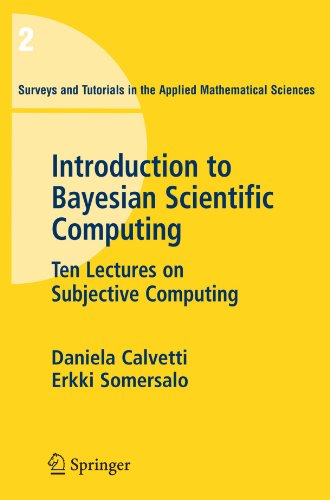 2
Surveys and Tutorials in the Applied Mathematical Sciences
Introduction to
Bayesian Scientific
Computing
Ten Lectures on
Subjective Computing
Daniela Calvetti
Erkki Somersalo
Springer